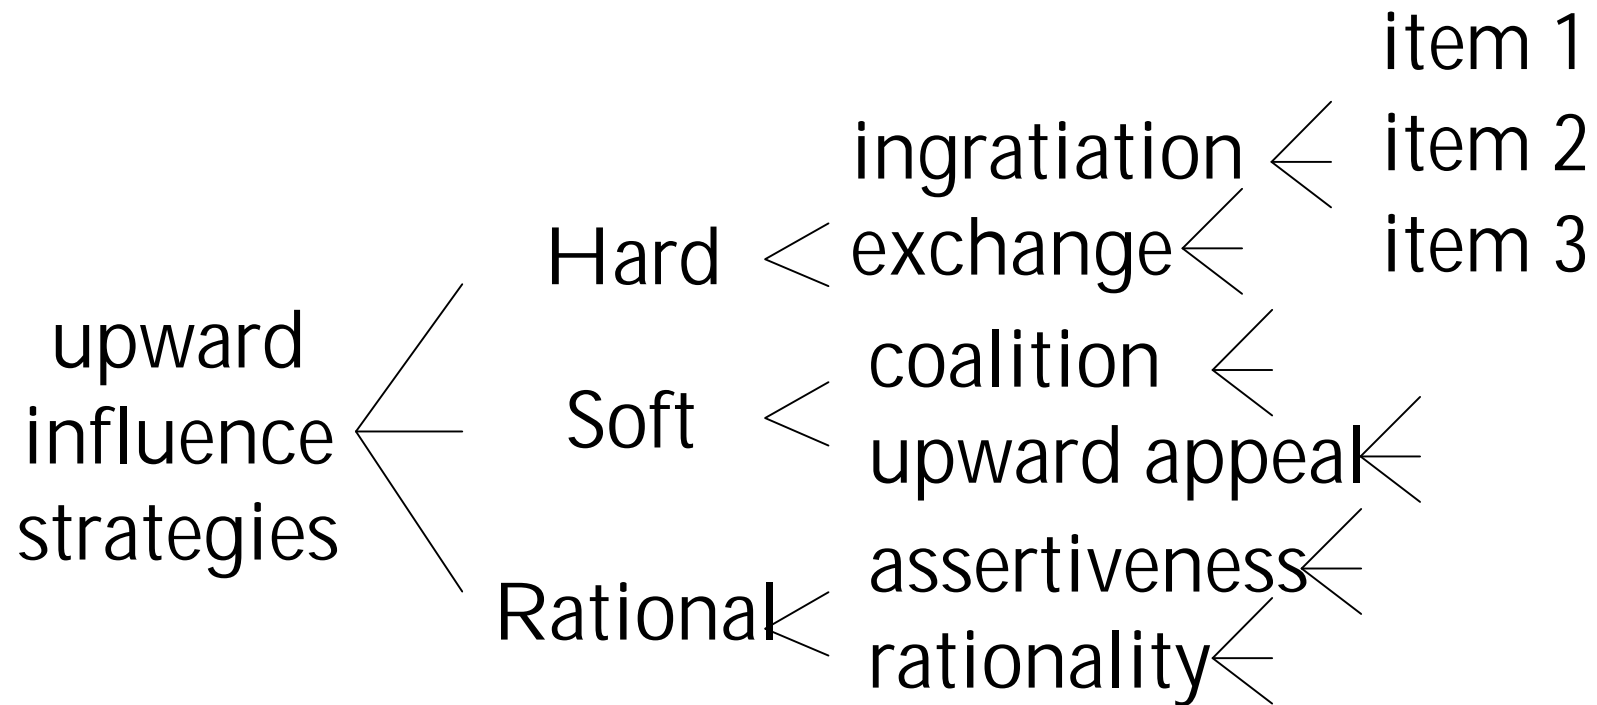 upward
influence
strategies
Hard
Soft
Rational
ingratiation
exchange
coalition
upward appeal
assertiveness
rationality
item 1
item 2
item 3